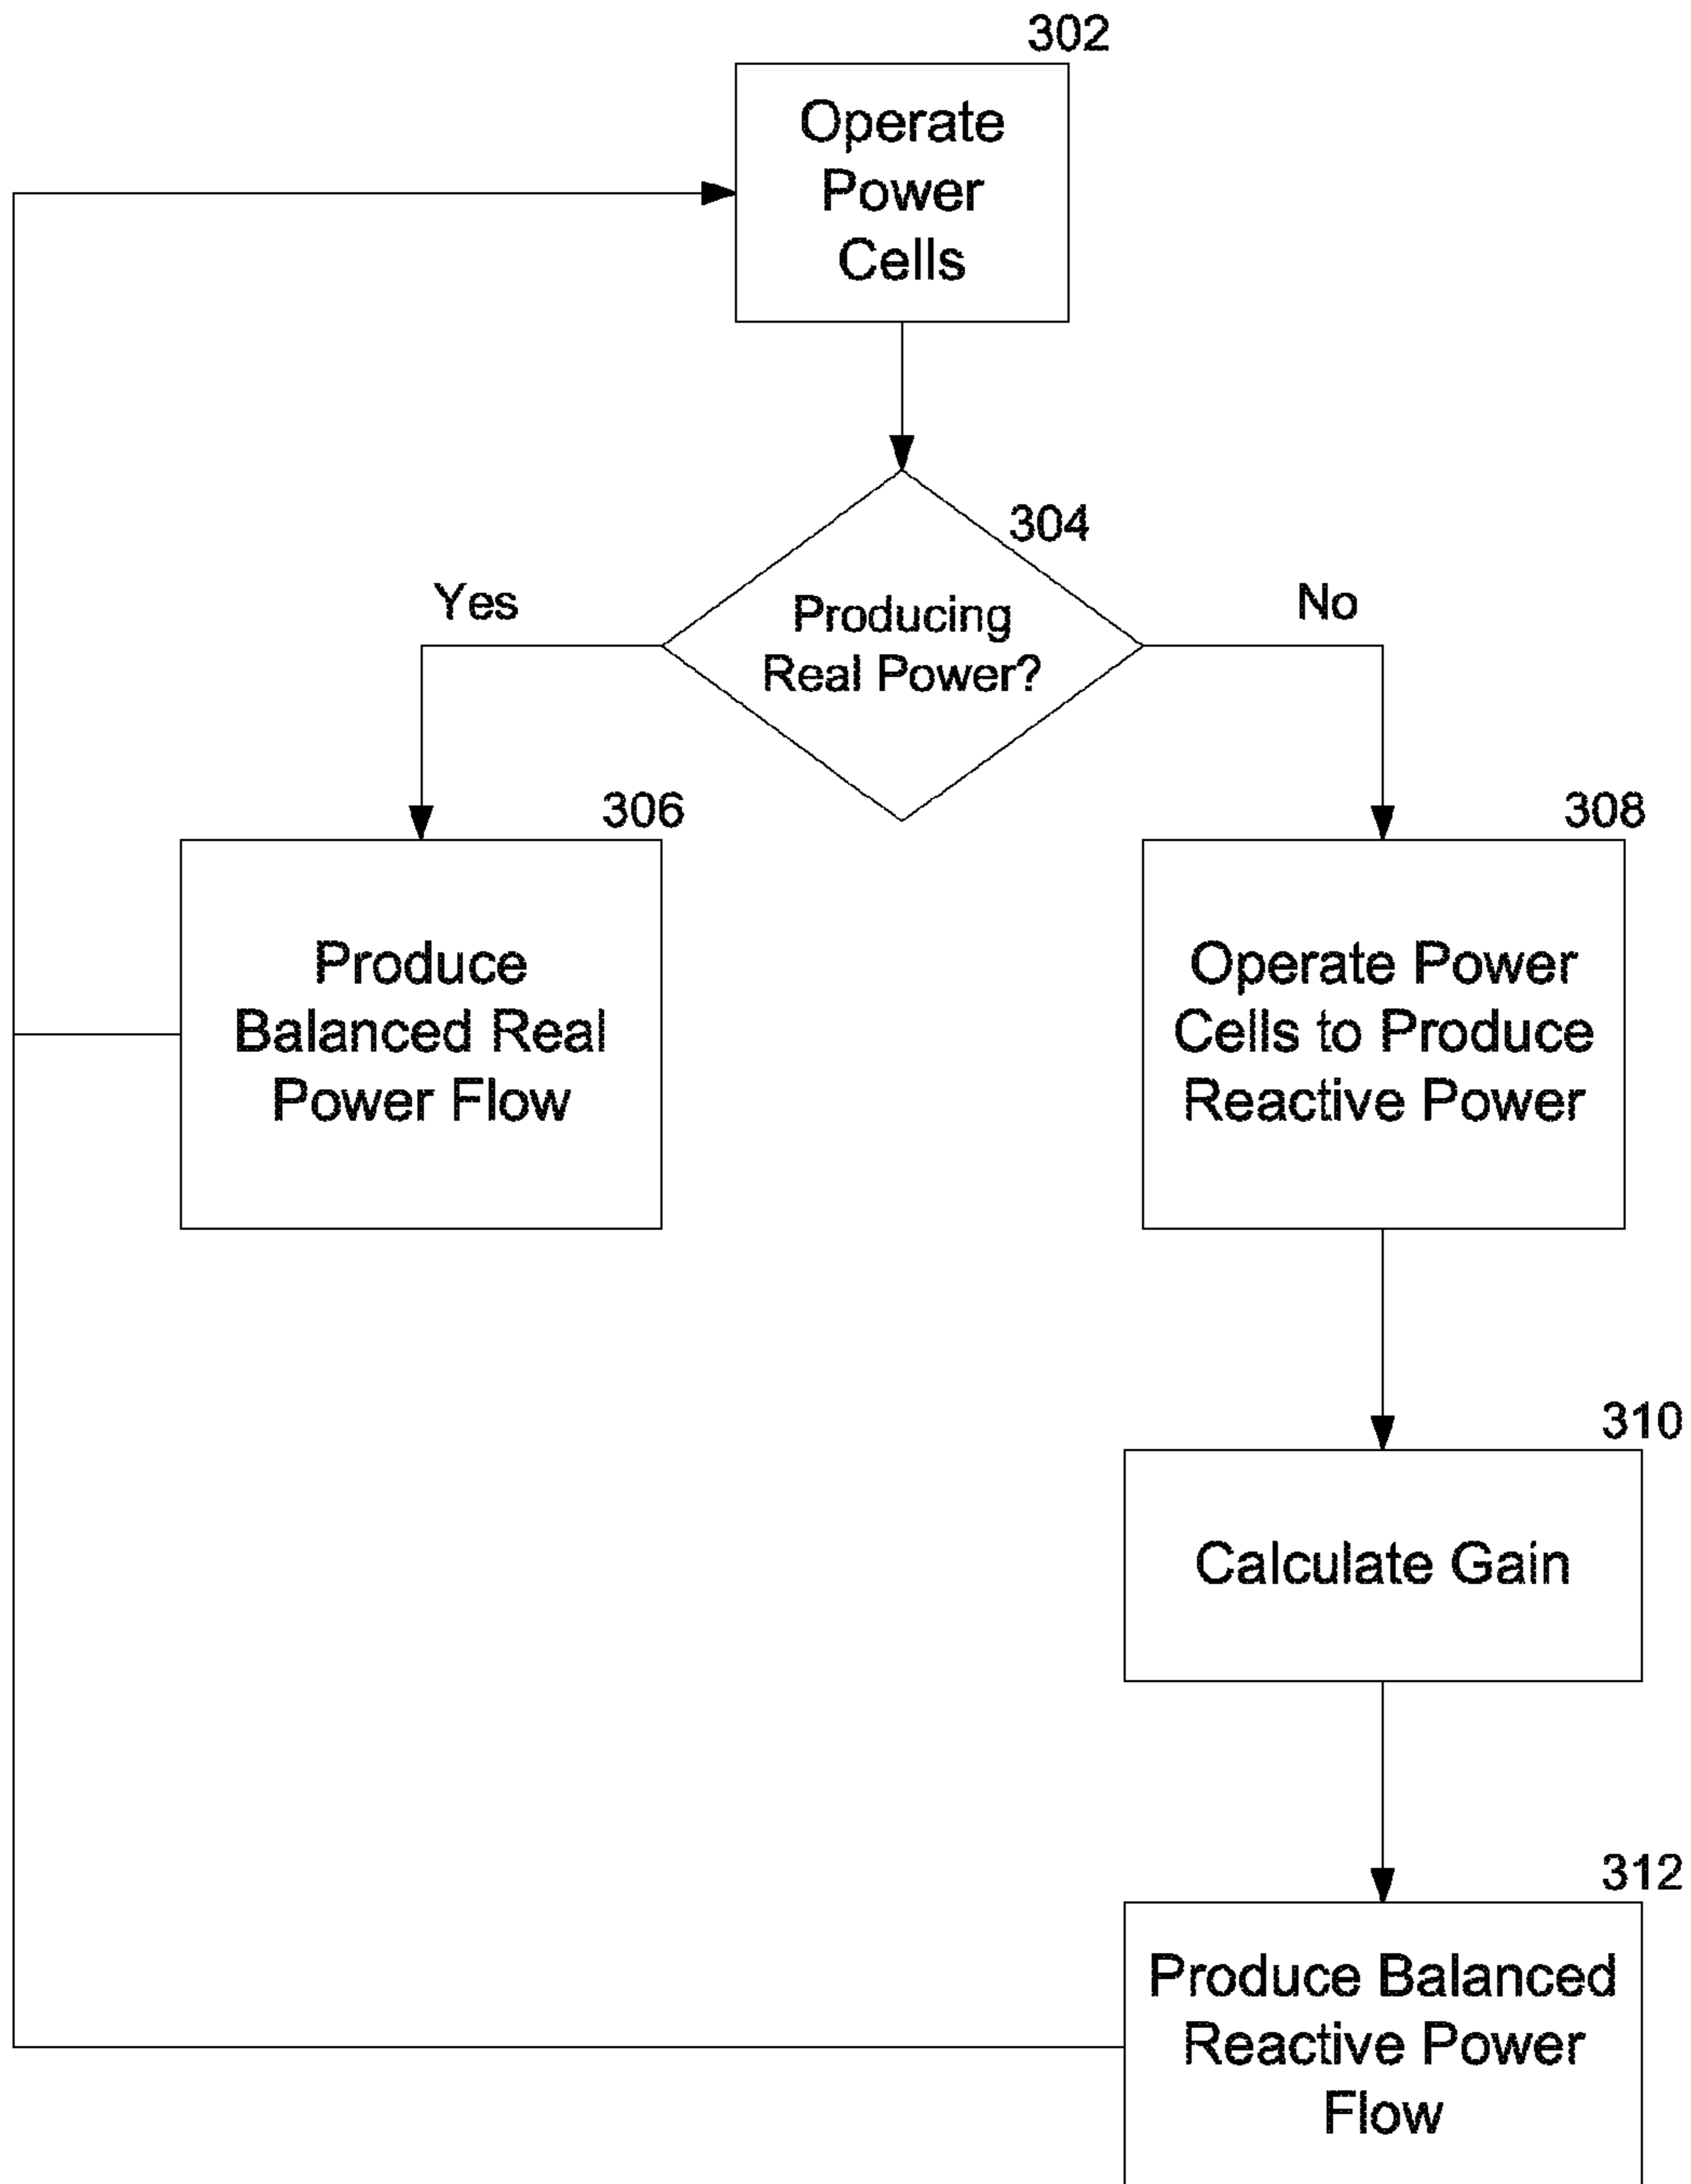 302
Operate
Power
Cells
304
Yes
Producing
Real Power?
No
306
Produce
Balanced Real
Power Flow
308
Operate Power
Cells to Produce
Reactive Power
310
Calculate Gain
312
Produce Balanced
Reactive Power
Flow